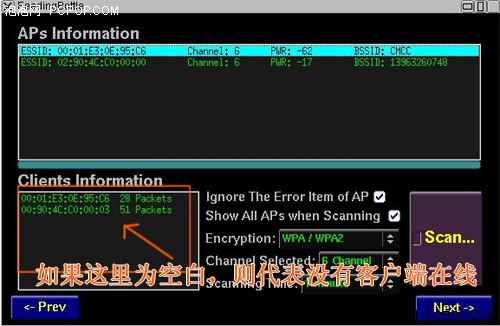 泡泡网 PCPOP.COM
FeedingBottle
APs Information
ESSID: 00:01:E3:0E:95:C6 Channel: 6 PWR: -62 BSSID: CMCC
ESSID: 02:90:4C:C0:00:00 Channel: 6 PWR: -17 BSSID: 13963260748
Clients Information
00:01:E3:0E:95:C6 28 Packets
00:90:4C:C0:00:03 51 Packets
Ignore The Error Item of AP
Show All APs when Scanning
Encryption: WPA / WPA2
Channel Selected: 6 Channel
Scanning
Scan...
如果这里为空白，则代表没有客户端在线
<- Prev
Next ->